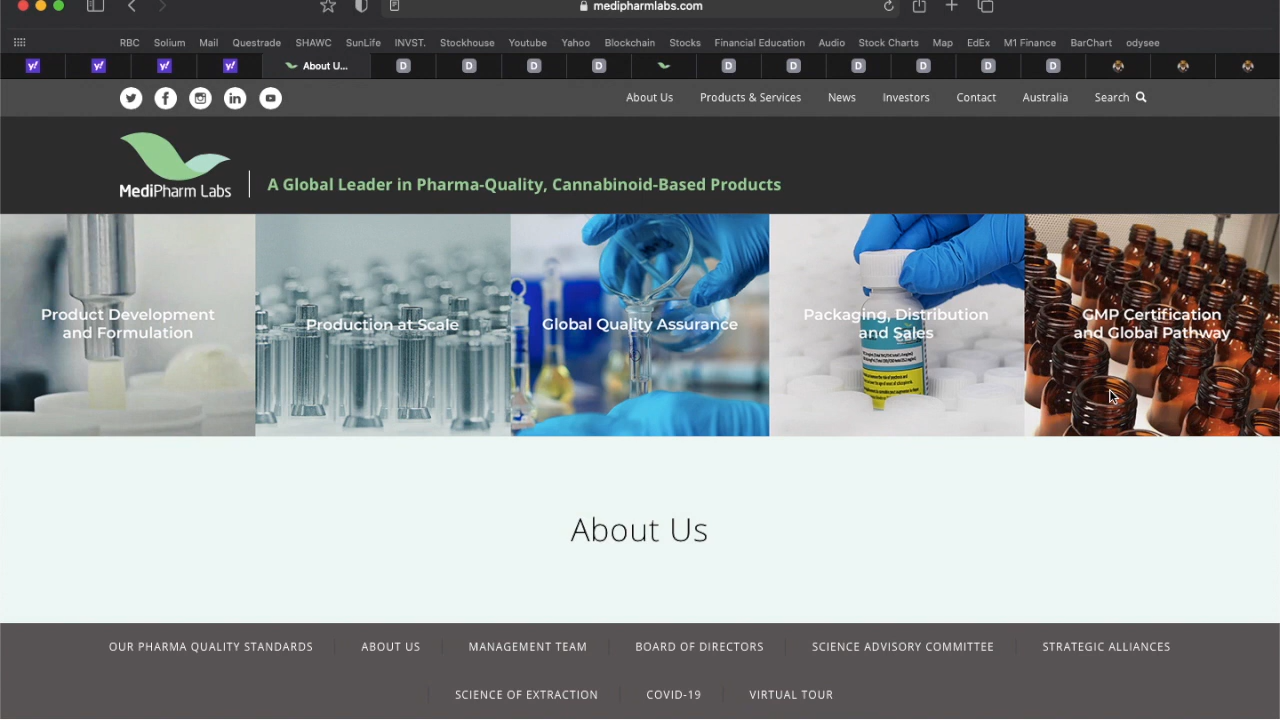 medipharmlabs.com
RBC Solium Mail Questrade SHAWC SunLife INVST. Stockhouse Youtube Yahoo Blockchain Stocks Financial Education Audio Stock Charts Map EdEx M1 Finance BarChart odysee
y! y! y! y! About U... D D D D D D D D D D
About Us Products & Services News Investors Contact Australia Search
MediPharm Labs
A Global Leader in Pharma-Quality, Cannabinoid-Based Products
Product Development
and Formulation
Production at Scale
Global Quality Assurance
Packaging, Distribution
and Sales
GMP Certification
and Global Pathway
About Us
OUR PHARMA QUALITY STANDARDS ABOUT US MANAGEMENT TEAM BOARD OF DIRECTORS SCIENCE ADVISORY COMMITTEE STRATEGIC ALLIANCES
SCIENCE OF EXTRACTION COVID-19 VIRTUAL TOUR